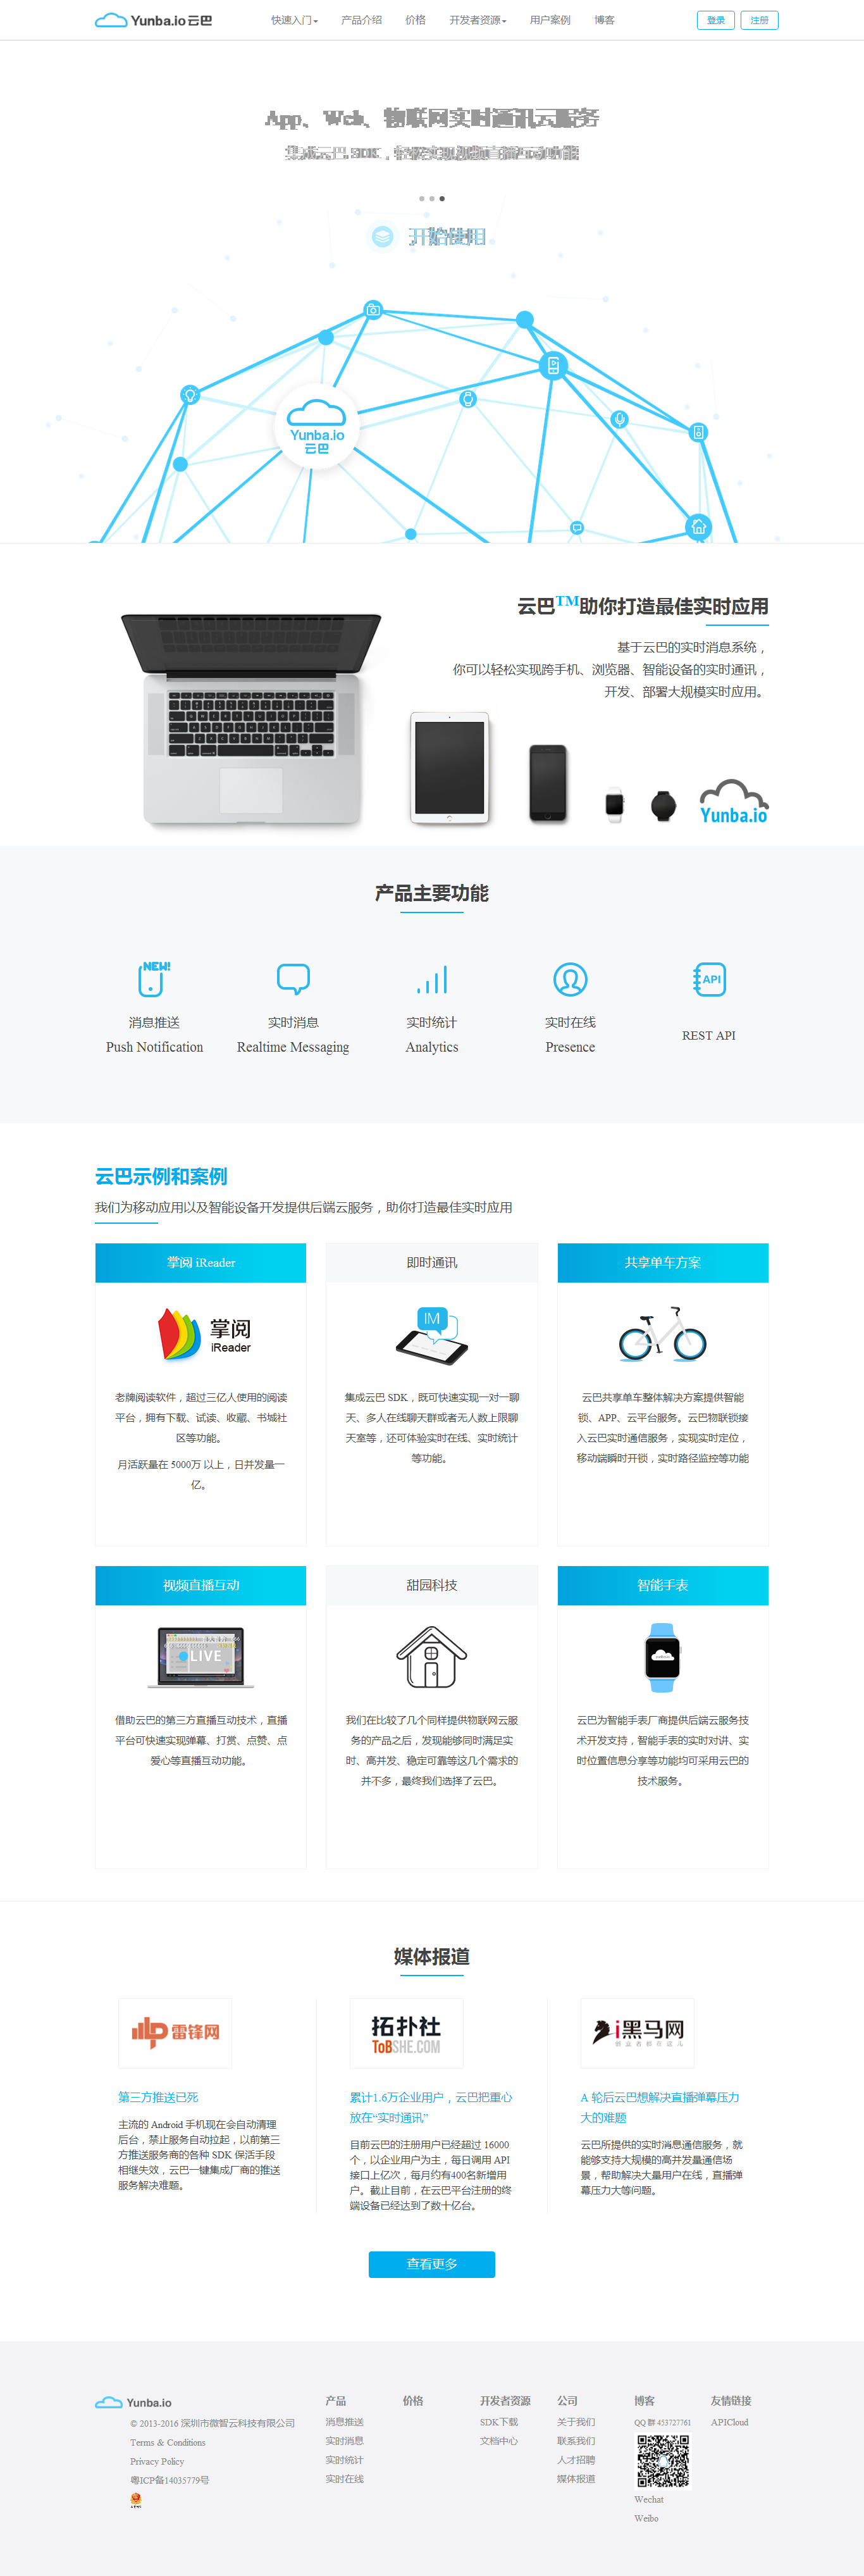 Yunba.io 云巴
快速入门 产品介绍 价格 开发者资源 用户案例 博客 登录 注册
App、Web、物联网实时通讯云服务
开始使用
Yunba.io
云巴
云巴TM助你打造最佳实时应用
基于云巴的实时消息系统，
你可以轻松实现跨手机、浏览器、智能设备的实时通讯，
开发、部署大规模实时应用。
Yunba.io
产品主要功能
NEW!
API
消息推送 实时消息 实时统计 实时在线
REST API
Push Notification Realtime Messaging Analytics Presence
云巴示例和案例
我们为移动应用以及智能设备开发提供后端云服务，助你打造最佳实时应用
掌阅 iReader
掌阅
iReader
老牌阅读软件，超过三亿人使用的阅读
平台，拥有下载、试读、收藏、书城社
区等功能。
月活跃量在 5000万 以上，日并发量一
亿。
即时通讯
IM
集成云巴 SDK，既可快速实现一对一聊
天、多人在线聊天群或者无人数上限聊
天室等，还可体验实时在线、实时统计
等功能。
共享单车方案
云巴共享单车整体解决方案提供智能
锁、APP、云平台服务。云巴物联锁接
入云巴实时通信服务，实现实时定位，
移动端瞬时开锁，实时路径监控等功能
视频直播互动
LIVE
借助云巴的第三方直播互动技术，直播
平台可快速实现弹幕、打赏、点赞、点
爱心等直播互动功能。
甜园科技
我们在比较了几个同样提供物联网云服
务的产品之后，发现能够同时满足实
时、高并发、稳定可靠等这几个需求的
并不多，最终我们选择了云巴。
智能手表
云巴为智能手表厂商提供后端云服务技
术开发支持，智能手表的实时对讲、实
时位置信息分享等功能均可采用云巴的
技术服务。
媒体报道
雷锋网
第三方推送已死
主流的 Android 手机现在会自动清理
后台，禁止服务自动拉起，以前第三
方推送服务商的各种 SDK 保活手段
相继失效，云巴一键集成厂商的推送
服务解决难题。
拓扑社
ToBSHE.COM
累计1.6万企业用户，云巴把重心
放在“实时通讯”
目前云巴的注册用户已经超过 16000
个，以企业用户为主，每日调用 API
接口上亿次，每月约有400名新增用
户。截止目前，在云巴平台注册的终
端设备已经达到了数十亿台。
i黑马网
A 轮后云巴想解决直播弹幕压力
大的难题
云巴所提供的实时消息通信服务，就
能够支持大规模的高并发量通信场
景，帮助解决大量用户在线，直播弹
幕压力大等问题。
查看更多
Yunba.io
© 2013-2016 深圳市微智云科技有限公司
Terms & Conditions
Privacy Policy
粤ICP备14035779号
产品
消息推送
实时消息
实时统计
实时在线
价格
开发者资源
SDK下载
文档中心
公司
关于我们
联系我们
人才招聘
媒体报道
博客
QQ 群 453727761
Wechat
Weibo
友情链接
APICloud